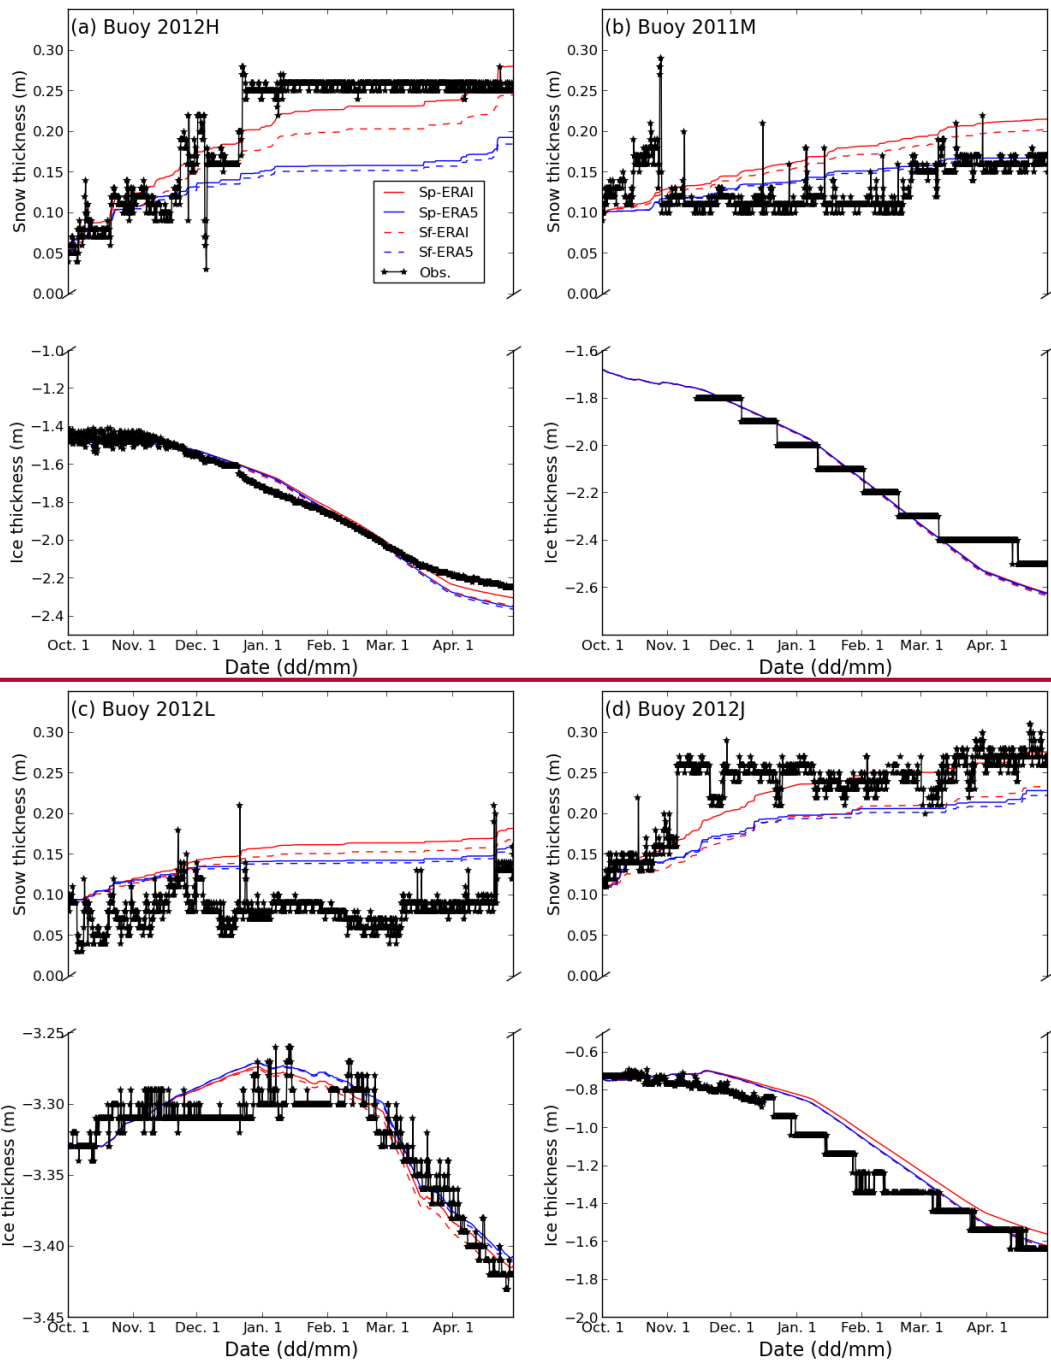 (a) Buoy 2012H
Snow thickness (m)
0.30
0.25
0.20
0.15
0.10
0.05
0.00
Sp-ERAI
Sp-ERA5
Sf-ERAI
Sf-ERA5
Obs.
Ice thickness (m)
−1.0
−1.2
−1.4
−1.6
−1.8
−2.0
−2.2
−2.4
Oct. 1 Nov. 1 Dec. 1 Jan. 1 Feb. 1 Mar. 1 Apr. 1
Date (dd/mm)
(b) Buoy 2011M
Snow thickness (m)
0.30
0.25
0.20
0.15
0.10
0.05
0.00
Ice thickness (m)
−1.6
−1.8
−2.0
−2.2
−2.4
−2.6
Oct. 1 Nov. 1 Dec. 1 Jan. 1 Feb. 1 Mar. 1 Apr. 1
Date (dd/mm)
(c) Buoy 2012L
Snow thickness (m)
0.30
0.25
0.20
0.15
0.10
0.05
0.00
Ice thickness (m)
−3.25
−3.30
−3.35
−3.40
−3.45
Oct. 1 Nov. 1 Dec. 1 Jan. 1 Feb. 1 Mar. 1 Apr. 1
Date (dd/mm)
(d) Buoy 2012J
Snow thickness (m)
0.30
0.25
0.20
0.15
0.10
0.05
0.00
Ice thickness (m)
−0.6
−0.8
−1.0
−1.2
−1.4
−1.6
−1.8
−2.0
Oct. 1 Nov. 1 Dec. 1 Jan. 1 Feb. 1 Mar. 1 Apr. 1
Date (dd/mm)